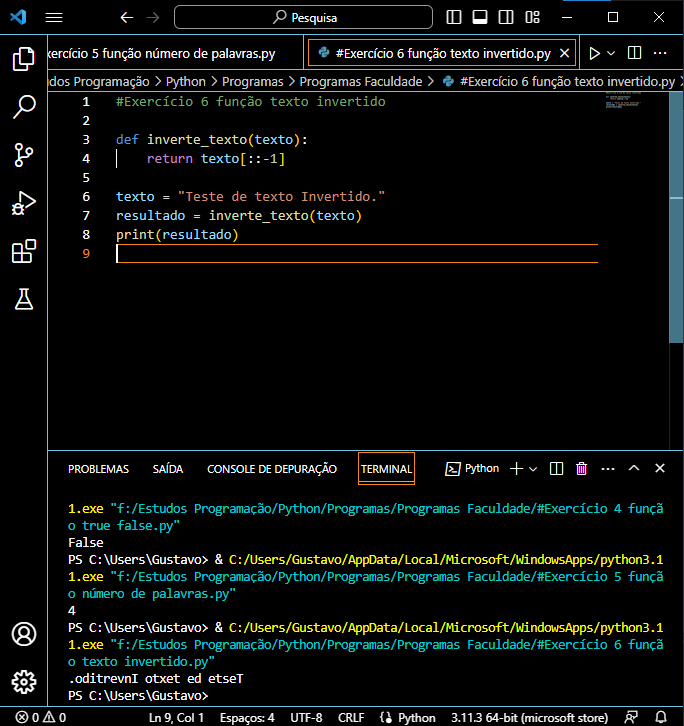 Pesquisa
xercício 5 função número de palavras.py
#Exercício 6 função texto invertido.py
dos Programação > Python > Programas > Programas Faculdade > #Exercício 6 função texto invertido.py
1 #Exercício 6 função texto invertido
2
3 def inverte_texto(texto):
4 return texto[::-1]
5
6 texto = "Teste de texto Invertido."
7 resultado = inverte_texto(texto)
8 print(resultado)
9
PROBLEMAS SAÍDA CONSOLE DE DEPURAÇÃO TERMINAL Python
1.exe "f:/Estudos Programação/Python/Programas/Programas Faculdade/#Exercício 4 funçã
o true false.py"
False
PS C:\Users\Gustavo> & C:/Users/Gustavo/AppData/Local/Microsoft/WindowsApps/python3.1
1.exe "f:/Estudos Programação/Python/Programas/Programas Faculdade/#Exercício 5 funçã
o número de palavras.py"
4
PS C:\Users\Gustavo> & C:/Users/Gustavo/AppData/Local/Microsoft/WindowsApps/python3.1
1.exe "f:/Estudos Programação/Python/Programas/Programas Faculdade/#Exercício 6 funçã
o texto invertido.py"
.oditrevnI otxet ed etseT
PS C:\Users\Gustavo>
0 0 Ln 9, Col 1 Espaços: 4 UTF-8 CRLF Python 3.11.3 64-bit (microsoft store)